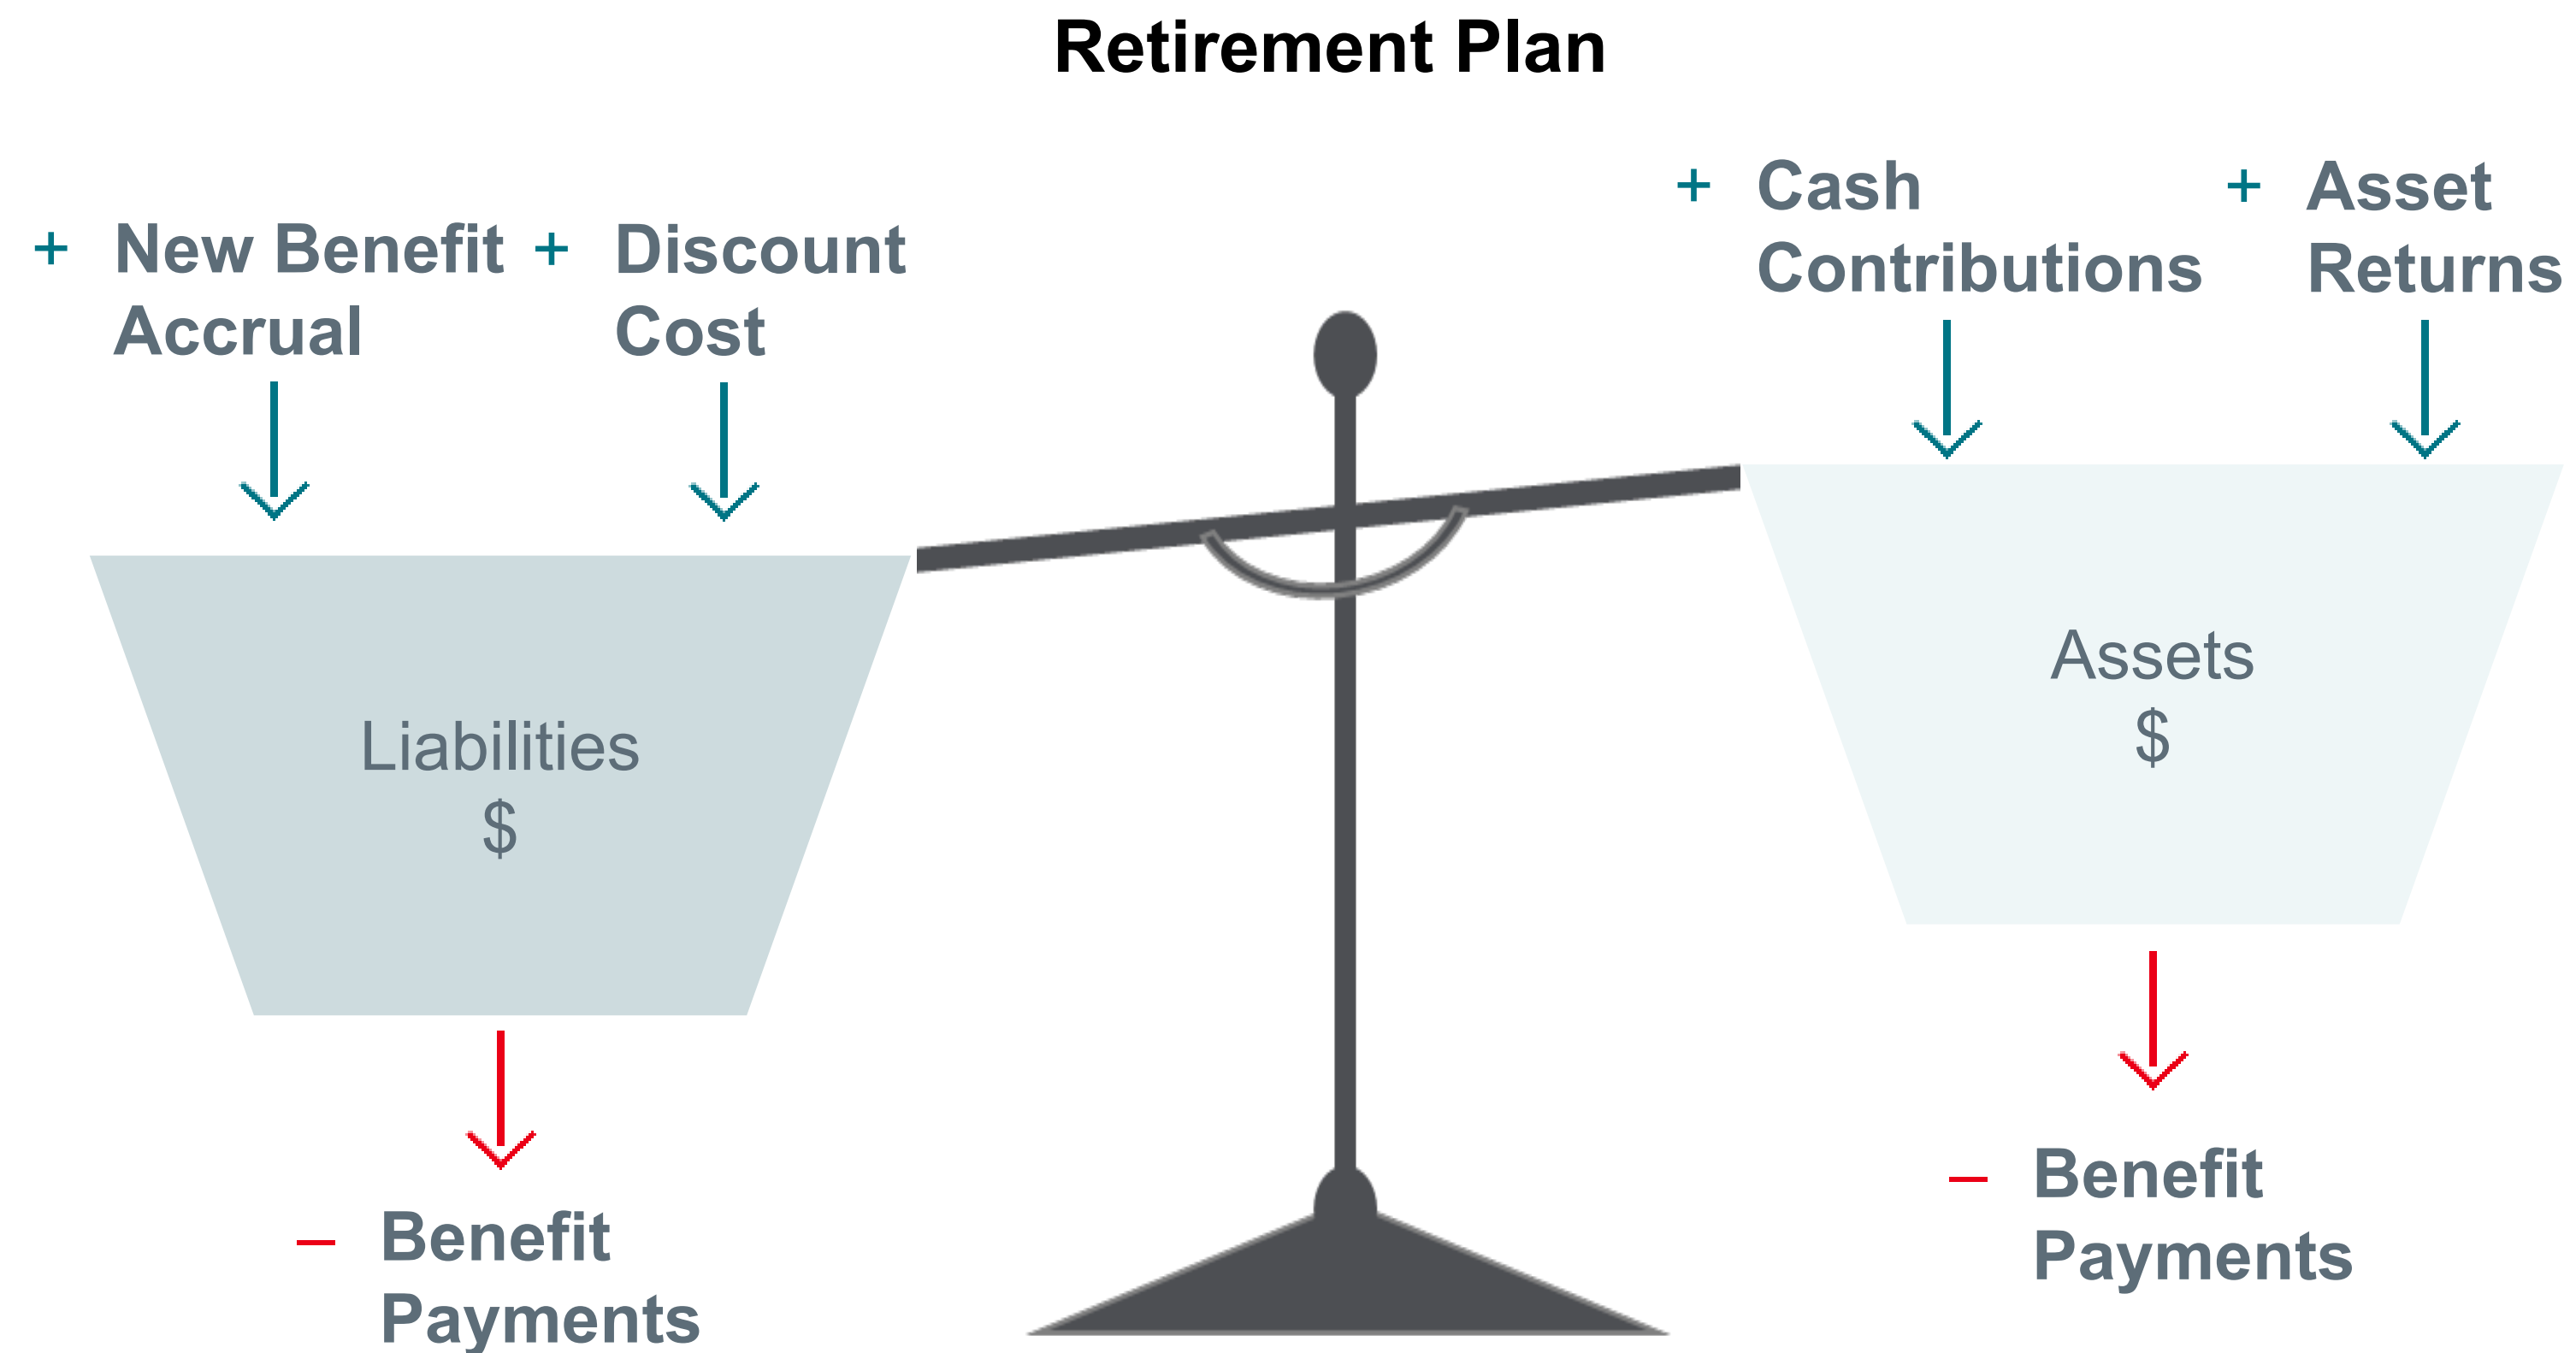 Retirement Plan
+ New Benefit
Accrual
+ Discount
Cost
+ Cash
Contributions
+ Asset
Returns
Liabilities
$
Assets
$
– Benefit
Payments
– Benefit
Payments